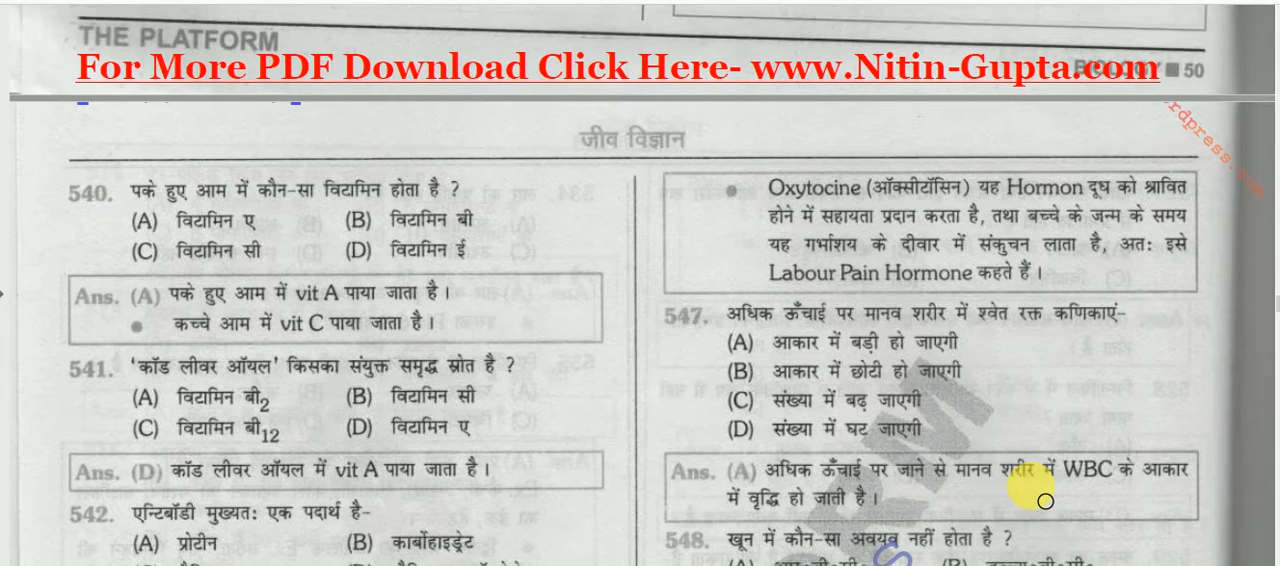 THE PLATFORM
For More PDF Download Click Here- www.Nitin-Gupta.com
BIOLOGY ■ 50
rdpress.com
जीव विज्ञान
540. पके हुए आम में कौन-सा विटामिन होता है ?
(A) विटामिन ए (B) विटामिन बी
(C) विटामिन सी (D) विटामिन ई
Ans. (A) पके हुए आम में vit A पाया जाता है।
● कच्चे आम में vit C पाया जाता है।
541. 'कॉड लीवर ऑयल' किसका संयुक्त समृद्ध स्रोत है ?
(A) विटामिन बी2 (B) विटामिन सी
(C) विटामिन बी12 (D) विटामिन ए
Ans. (D) कॉड लीवर ऑयल में vit A पाया जाता है।
542. एन्टिबॉडी मुख्यत: एक पदार्थ है-
(A) प्रोटीन (B) कार्बोहाइड्रेट
● Oxytocine (ऑक्सीटॉसिन) यह Hormon दूध को श्रावित
होने में सहायता प्रदान करता है, तथा बच्चे के जन्म के समय
यह गर्भाशय के दीवार में संकुचन लाता है, अत: इसे
Labour Pain Hormone कहते हैं।
547. अधिक ऊँचाई पर मानव शरीर में श्वेत रक्त कणिकाएं-
(A) आकार में बड़ी हो जाएगी
(B) आकार में छोटी हो जाएगी
(C) संख्या में बढ़ जाएगी
(D) संख्या में घट जाएगी
Ans. (A) अधिक ऊँचाई पर जाने से मानव शरीर में WBC के आकार
में वृद्धि हो जाती है।
548. खून में कौन-सा अवयव नहीं होता है ?